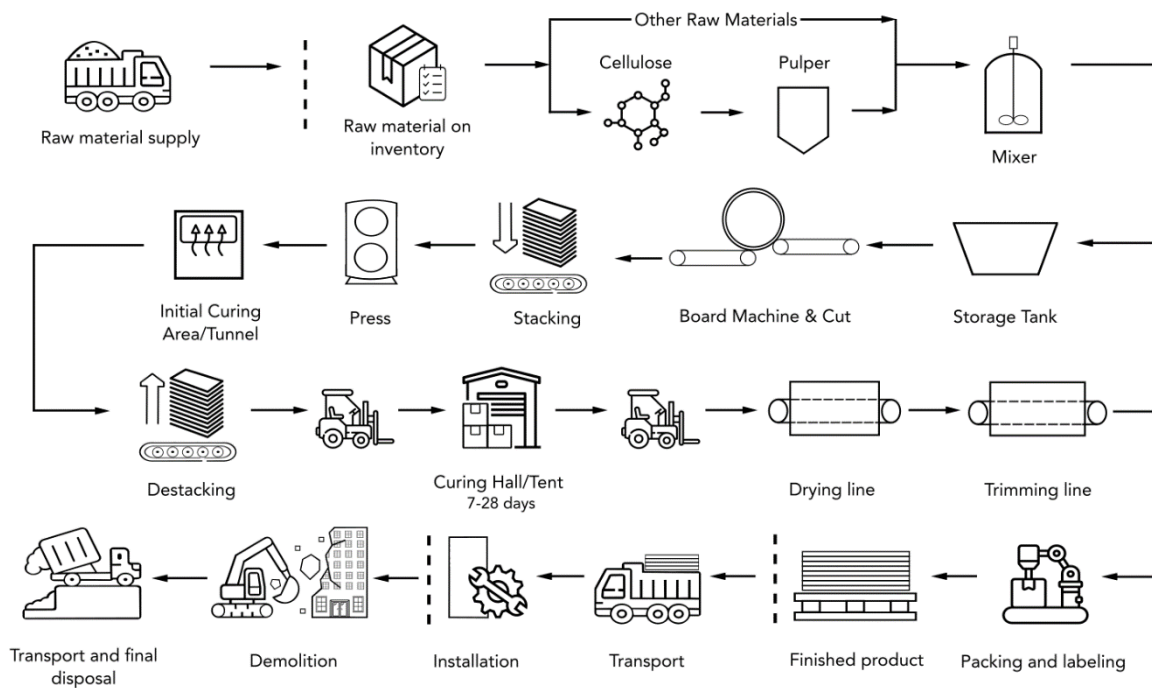 Other Raw Materials
Cellulose
Pulper
Raw material supply
Raw material on
inventory
Mixer
Initial Curing
Area/Tunnel
Press
Stacking
Board Machine & Cut
Storage Tank
Destacking
Curing Hall/Tent
7-28 days
Drying line
Trimming line
Transport and final
disposal
Demolition
Installation
Transport
Finished product
Packing and labeling